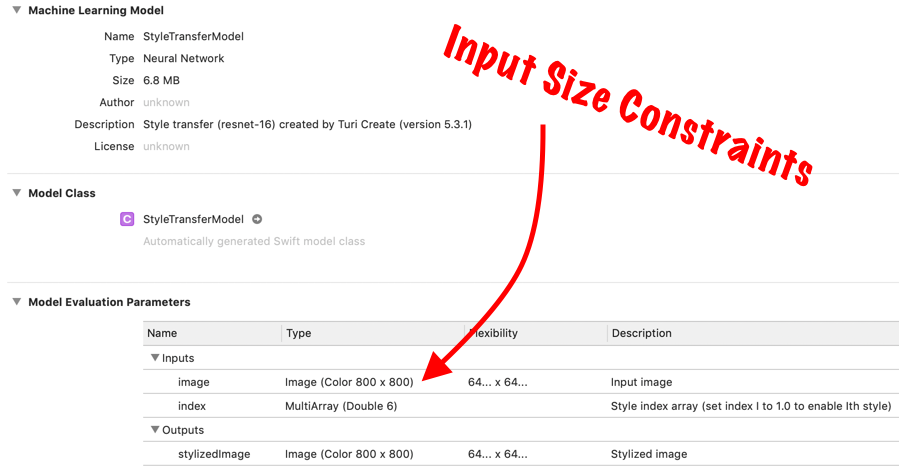 Machine Learning Model
Name StyleTransferModel
Type Neural Network
Size 6.8 MB
Author unknown
Description Style transfer (resnet-16) created by Turi Create (version 5.3.1)
License unknown
Input Size Constraints
Model Class
C StyleTransferModel
Automatically generated Swift model class
Model Evaluation Parameters
Name Type Flexibility Description
Inputs
image Image (Color 800 x 800) 64... x 64... Input image
index MultiArray (Double 6) Style index array (set index I to 1.0 to enable Ith style)
Outputs
stylizedImage Image (Color 800 x 800) 64... x 64... Stylized image